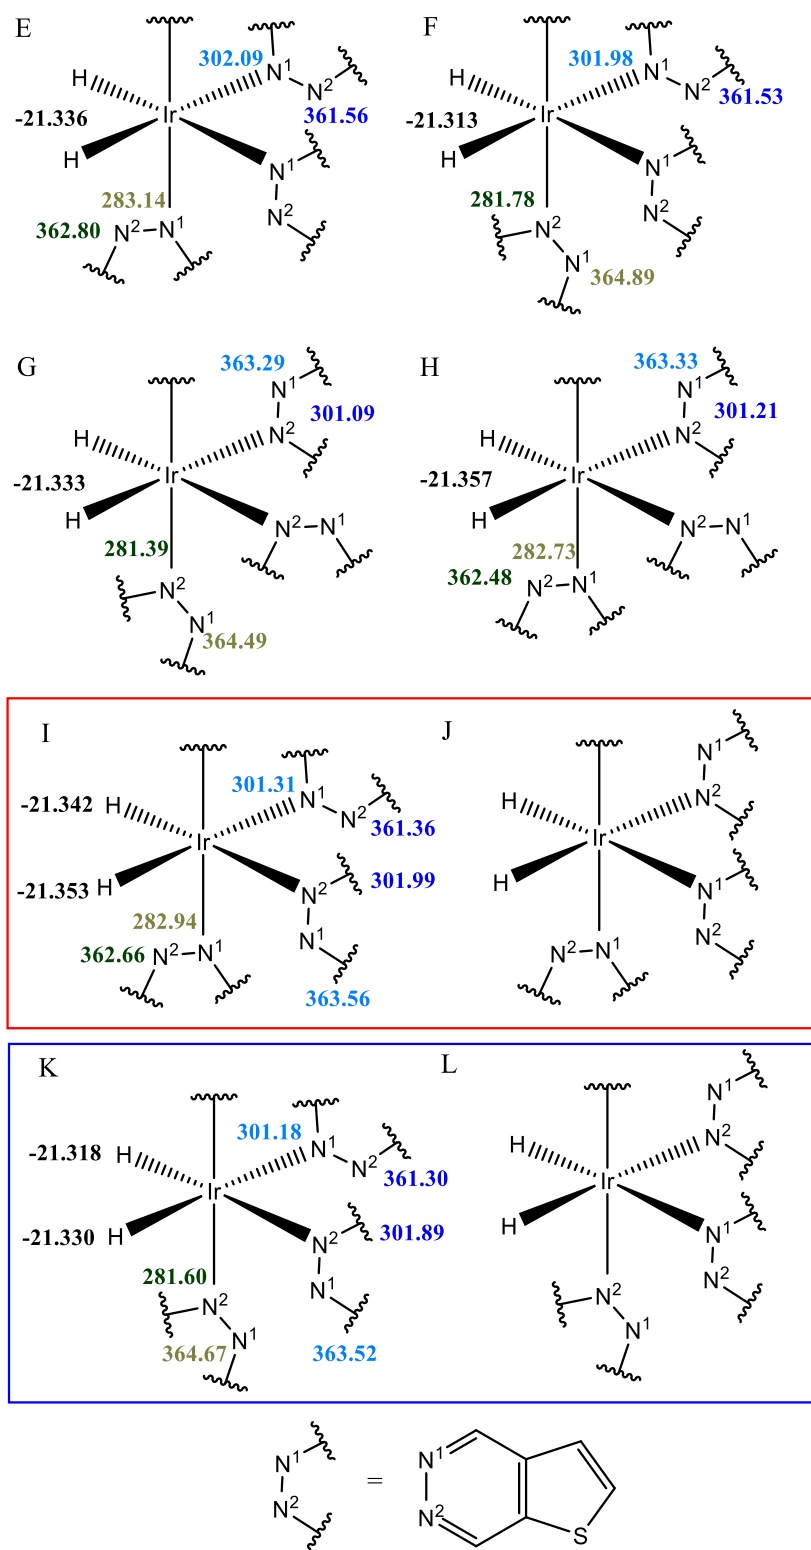 E
F
302.09
301.98
N1
N1
H
H
N2
N2
361.56
361.53
-21.336
Ir
-21.313
Ir
H
H
N1
N1
283.14
281.78
362.80
N2
N1
N2
N2
N2
N1
364.89
G
H
363.29
363.33
N1
N1
301.09
301.21
H
N2
H
N2
-21.333
Ir
-21.357
Ir
H
H
N2
N1
N2
N1
281.39
282.73
362.48
N2
N2
N1
N1
364.49
I
J
N1
301.31
-21.342
H
N1
H
N2
N2
361.36
Ir
Ir
-21.353
H
N2
301.99
H
N1
282.94
362.66
N2
N1
N1
N2
N1
N2
363.56
K
L
N1
301.18
-21.318
H
N1
H
N2
N2
361.30
Ir
Ir
-21.330
H
N2
301.89
H
N1
281.60
N2
N1
N2
N2
364.67
N1
363.52
N1
N1
=
N1
N2
N2
S